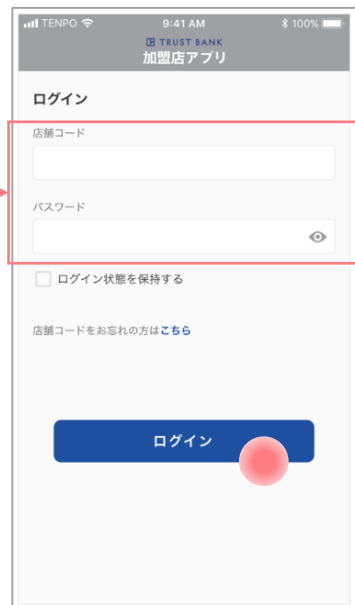 TENPO 9:41 AM 100%
TRUST BANK
加盟店アプリ
ログイン
店舗コード
パスワード
ログイン状態を保持する
店舗コードをお忘れの方はこちら
ログイン